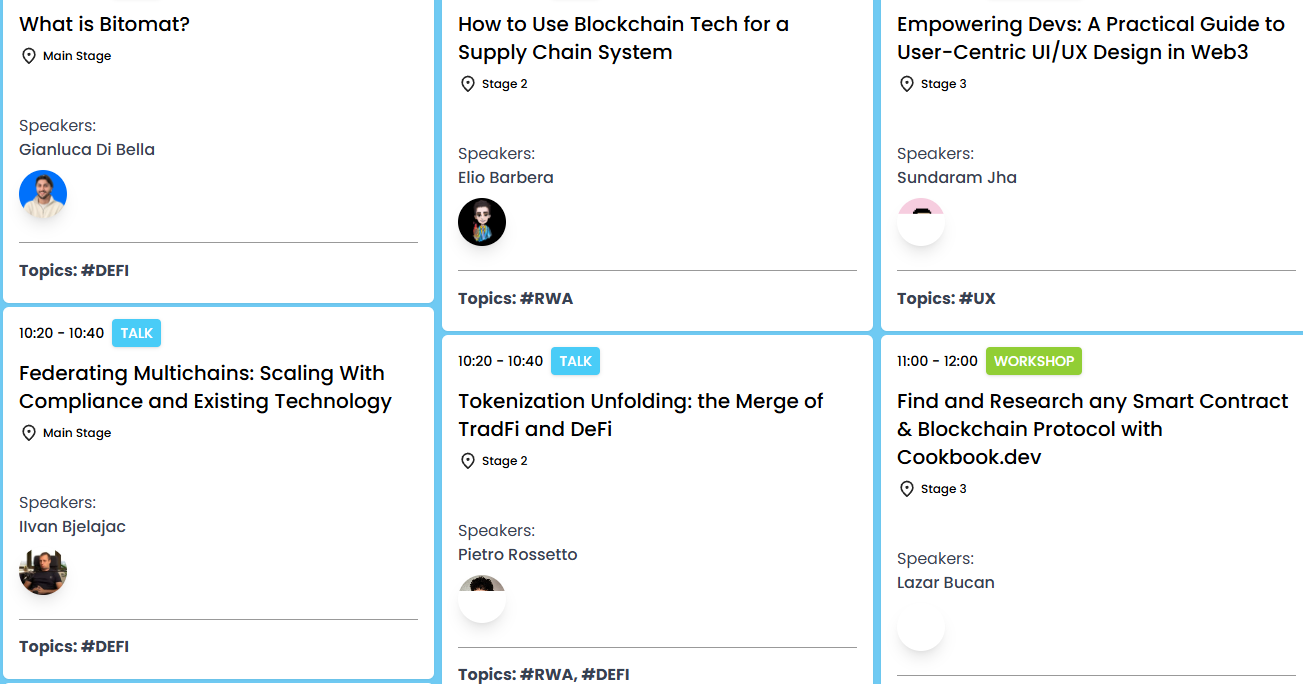 What is Bitomat?
Main Stage
Speakers:
Gianluca Di Bella
Topics: #DEFI
10:20 - 10:40 TALK
Federating Multichains: Scaling With
Compliance and Existing Technology
Main Stage
Speakers:
IIvan Bjelajac
Topics: #DEFI
How to Use Blockchain Tech for a
Supply Chain System
Stage 2
Speakers:
Elio Barbera
Topics: #RWA
10:20 - 10:40 TALK
Tokenization Unfolding: the Merge of
TradFi and DeFi
Stage 2
Speakers:
Pietro Rossetto
Topics: #RWA, #DEFI
Empowering Devs: A Practical Guide to
User-Centric UI/UX Design in Web3
Stage 3
Speakers:
Sundaram Jha
Topics: #UX
11:00 - 12:00 WORKSHOP
Find and Research any Smart Contract
& Blockchain Protocol with
Cookbook.dev
Stage 3
Speakers:
Lazar Bucan